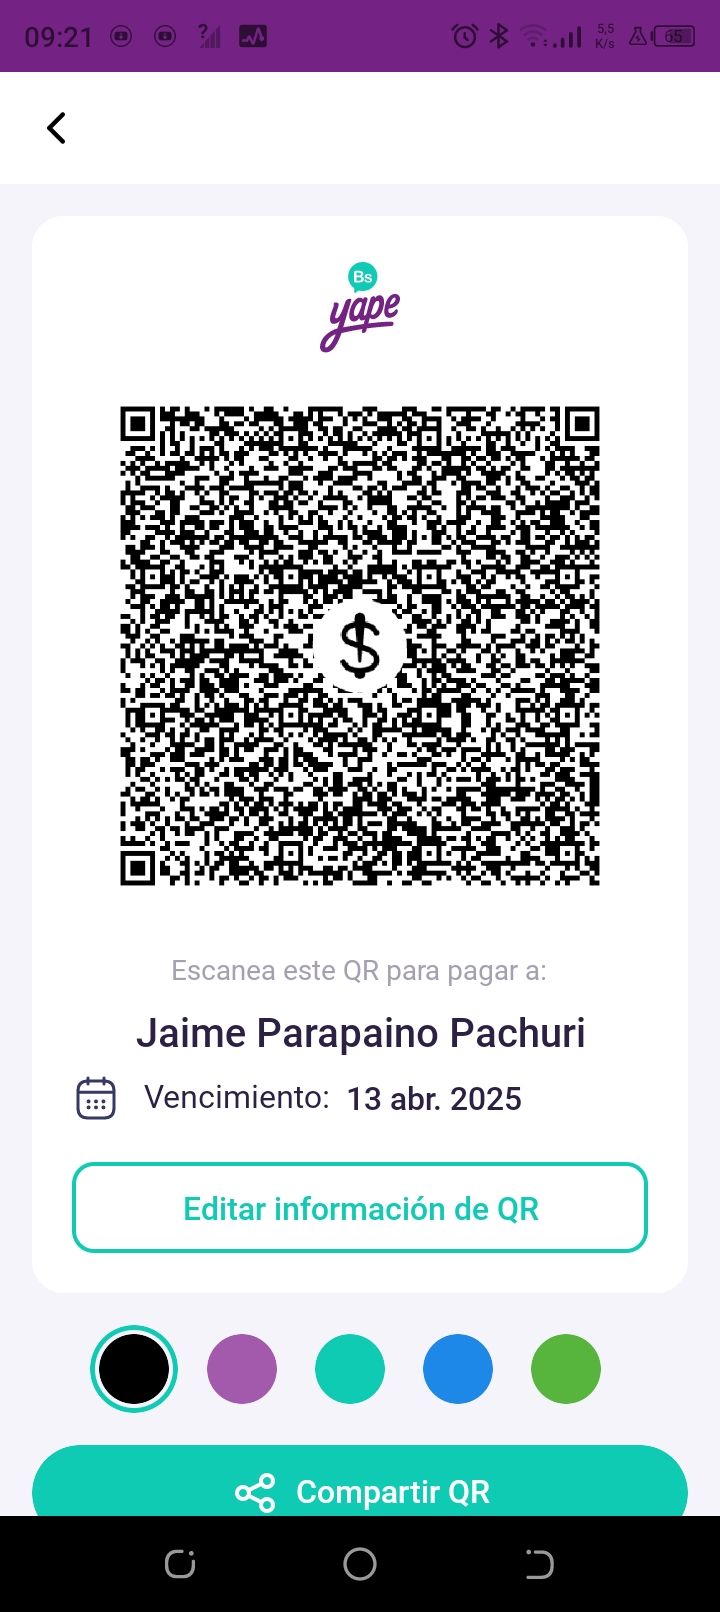 09:21
5,5
K/s
65
Bs
yape
$
Escanea este QR para pagar a:
Jaime Parapaino Pachuri
Vencimiento: 13 abr. 2025
Editar información de QR
Compartir QR